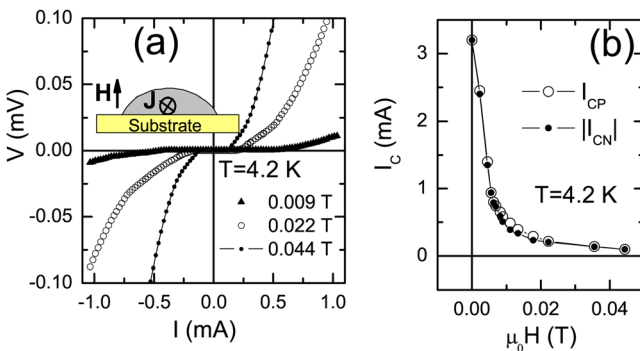 (a)
0.10
0.05
0.00
-0.05
-0.10
V (mV)
H
J
Substrate
T=4.2 K
0.009 T
0.022 T
0.044 T
-1.0 -0.5 0.0 0.5 1.0
I (mA)
(b)
3
2
1
0
I_C (mA)
I_CP
|I_CN|
T=4.2 K
0.00 0.02 0.04
μ₀H (T)